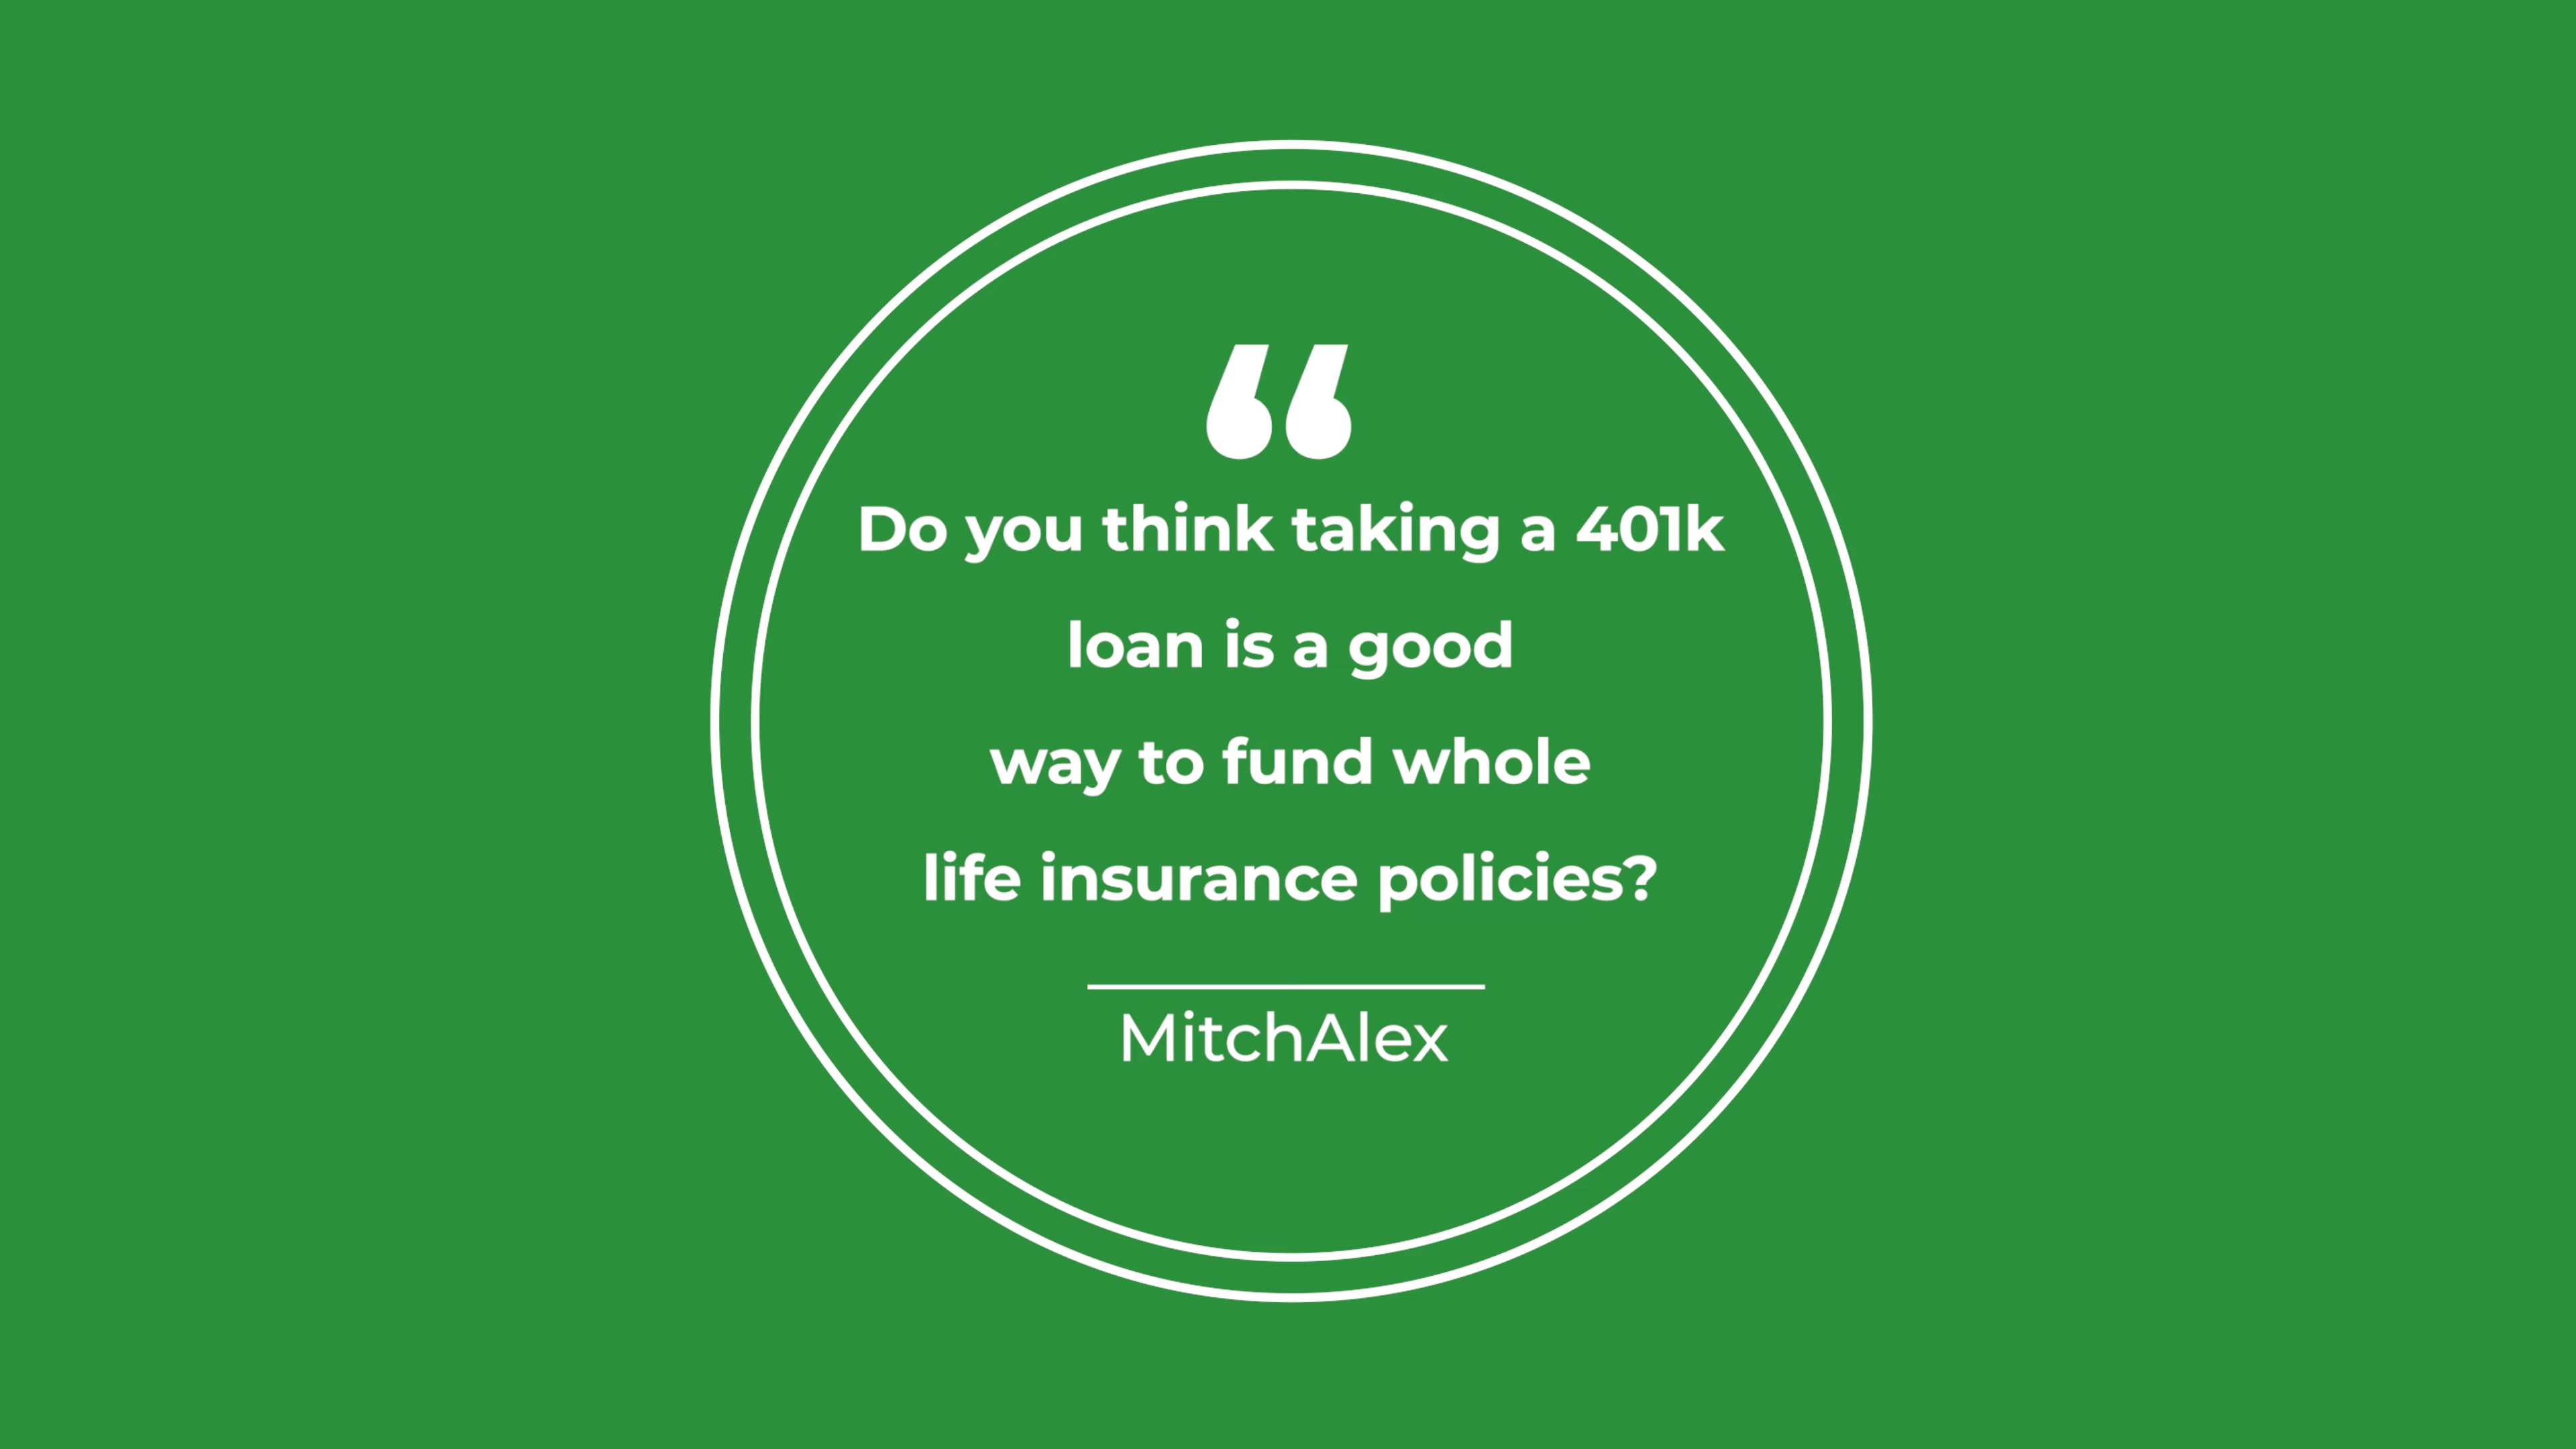 “
Do you think taking a 401k
loan is a good
way to fund whole
life insurance policies?
MitchAlex